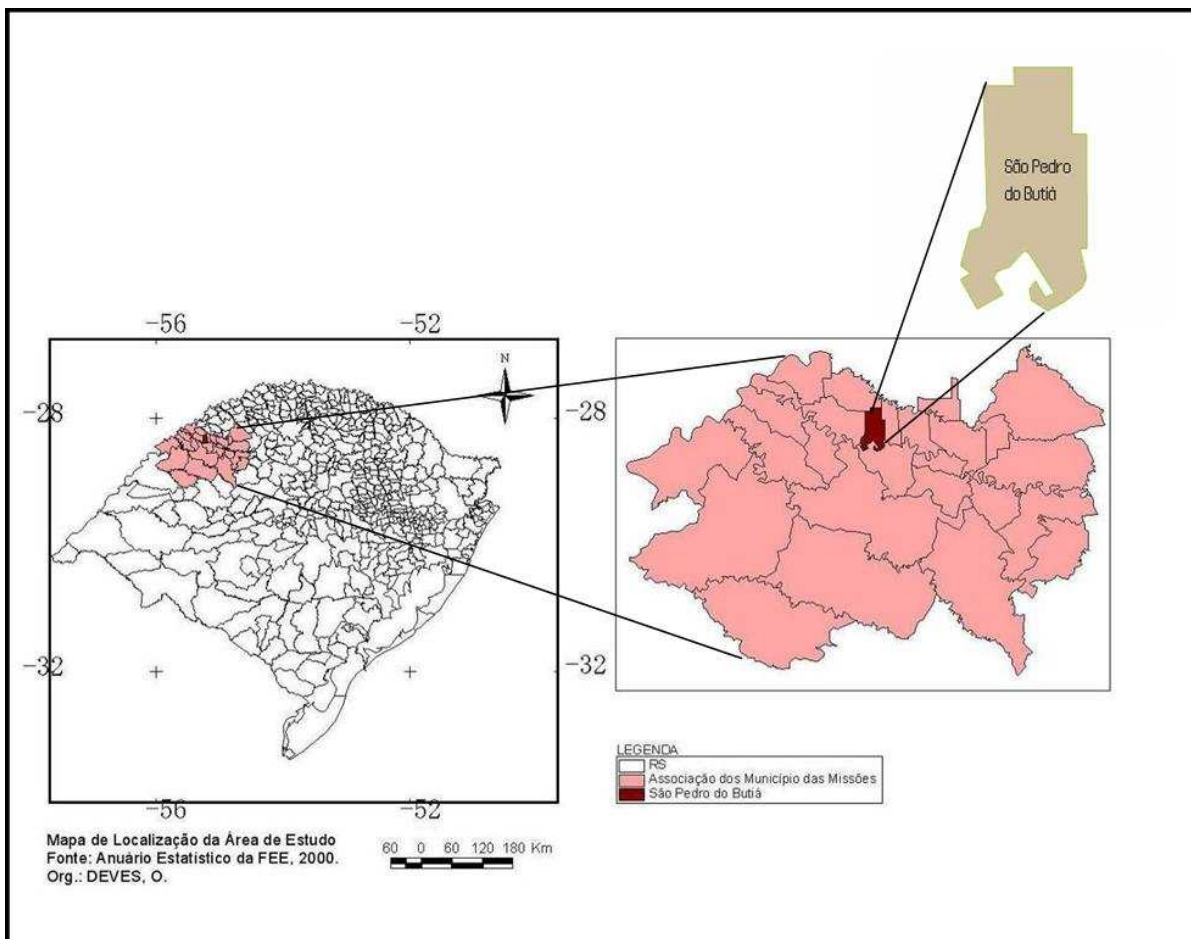 São Pedro
do Butiá
-56
-52
N
-28
-28
-32
-32
-56
-52
LEGENDA
RS
Associação dos Município das Missões
São Pedro do Butiá
Mapa de Localização da Área de Estudo
Fonte: Anuário Estatístico da FEE, 2000.
Org.: DEVES, O.
60 0 60 120 180 Km